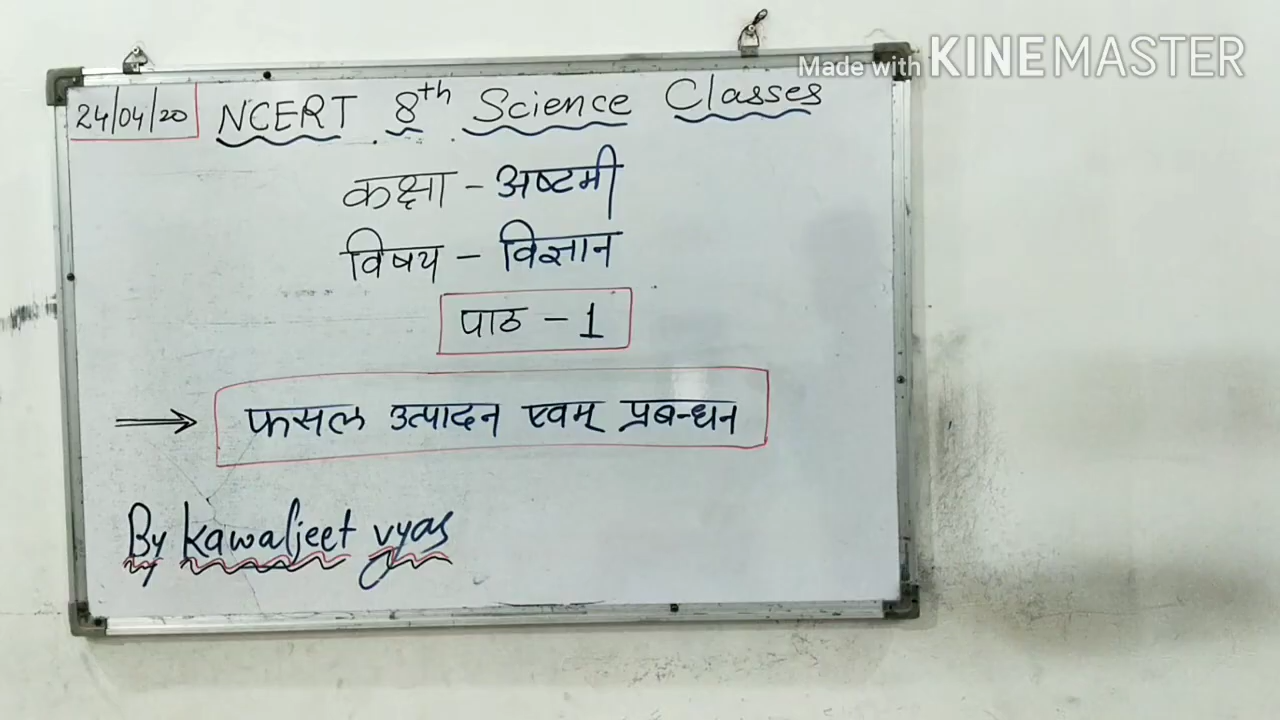 Made with KINEMASTER
24/04/20 NCERT 8th Science Classes
कक्षा - अष्टमी
विषय - विज्ञान
पाठ - 1
फसल उत्पादन एवम् प्रबन्धन
By Kawaljeet vyas